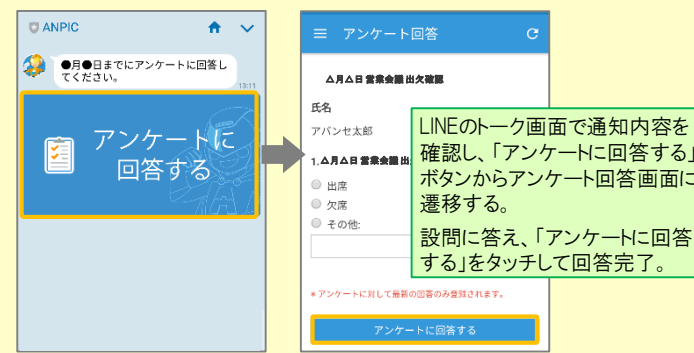 ANPIC
●月●日までにアンケートに回答し
てください。
13:11
アンケートに
回答する
アンケート回答
△月△日 営業会議 出欠確認
氏名
アバンセ太郎
1.△月△日 営業会議 出
出席
欠席
その他:
＊アンケートに対して最新の回答のみ登録されます。
アンケートに回答する
LINEのトーク画面で通知内容を
確認し、「アンケートに回答する」
ボタンからアンケート回答画面に
遷移する。
設問に答え、「アンケートに回答
する」をタッチして回答完了。